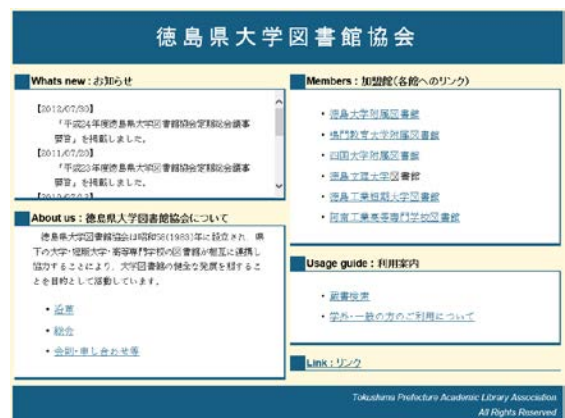 徳島県大学図書館協会
Whats new : お知らせ
【2012/07/30】
「平成24年度徳島県大学図書館協会定期総会議事
要旨」を掲載しました。
【2011/07/20】
「平成23年度徳島県大学図書館協会定期総会議事
要旨」を掲載しました。
About us : 徳島県大学図書館協会について
徳島県大学図書館協会は昭和58(1983)年に設立され、県
下の大学・短期大学・高等専門学校の図書館が相互に連携し
協力することにより、大学図書館の健全な発展を期するこ
とを目的として活動しています。
・沿革
・総会
・会則・申し合わせ等
Members : 加盟館(各館へのリンク)
・徳島大学附属図書館
・鳴門教育大学附属図書館
・四国大学附属図書館
・徳島文理大学図書館
・徳島工業短期大学図書館
・阿南工業高等専門学校図書館
Usage guide : 利用案内
・蔵書検索
・学外・一般の方のご利用について
Link : リンク
Tokushima Prefecture Academic Library Association
All Rights Reserved